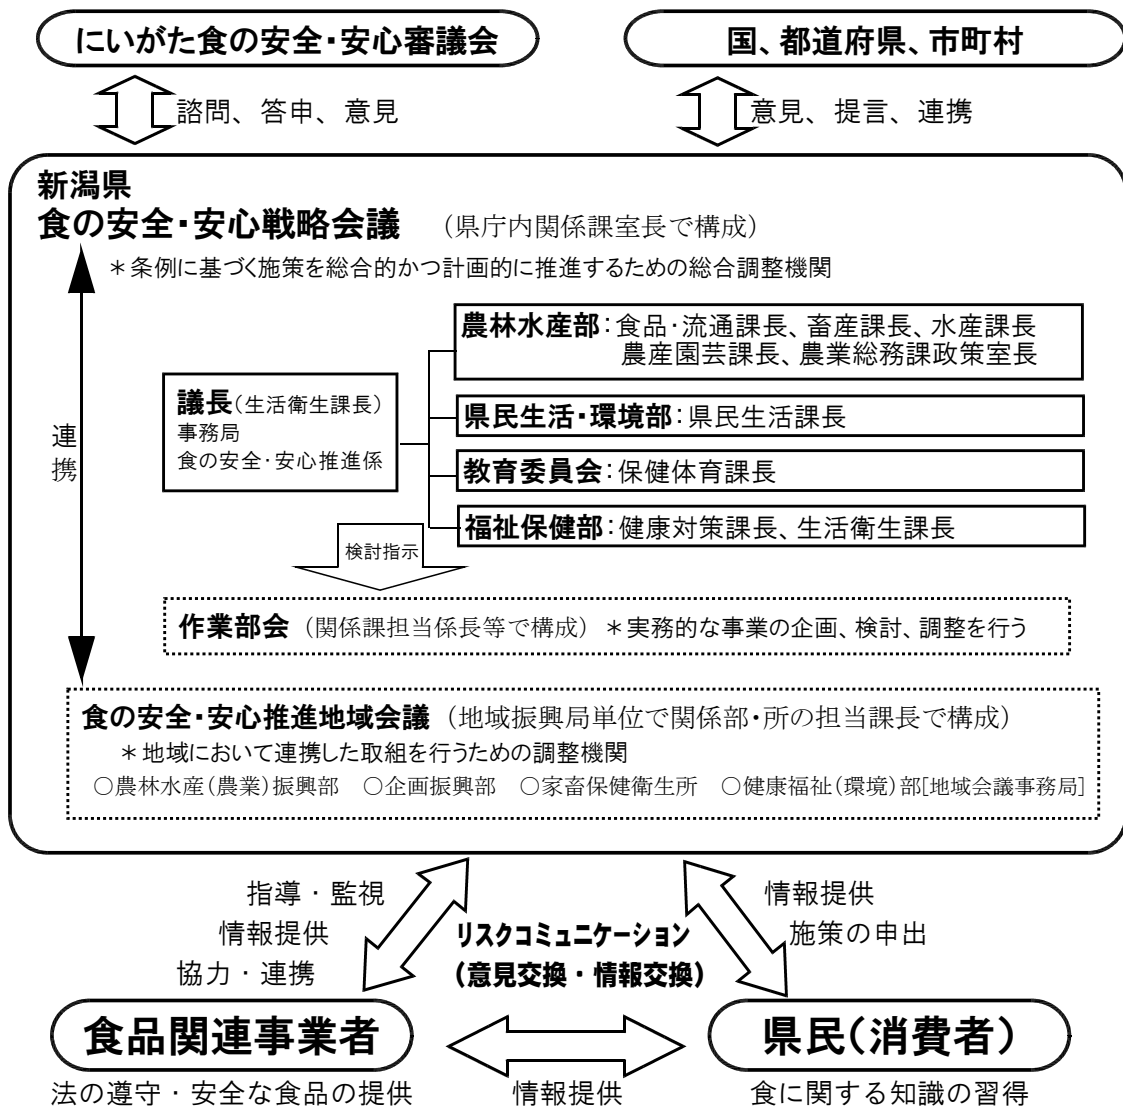 にいがた食の安全・安心審議会
国、都道府県、市町村
諮問、答申、意見
意見、提言、連携
新潟県
食の安全・安心戦略会議 (県庁内関係課室長で構成)
＊条例に基づく施策を総合的かつ計画的に推進するための総合調整機関
連携
議長(生活衛生課長)
事務局
食の安全・安心推進係
農林水産部：食品・流通課長、畜産課長、水産課長
農産園芸課長、農業総務課政策室長
県民生活・環境部：県民生活課長
教育委員会：保健体育課長
福祉保健部：健康対策課長、生活衛生課長
検討指示
作業部会 (関係課担当係長等で構成) ＊実務的な事業の企画、検討、調整を行う
食の安全・安心推進地域会議 (地域振興局単位で関係部・所の担当課長で構成)
＊地域において連携した取組を行うための調整機関
○農林水産(農業)振興部 ○企画振興部 ○家畜保健衛生所 ○健康福祉(環境)部[地域会議事務局]
指導・監視
情報提供
協力・連携
リスクコミュニケーション
(意見交換・情報交換)
情報提供
施策の申出
食品関連事業者
県民(消費者)
法の遵守・安全な食品の提供
情報提供
食に関する知識の習得